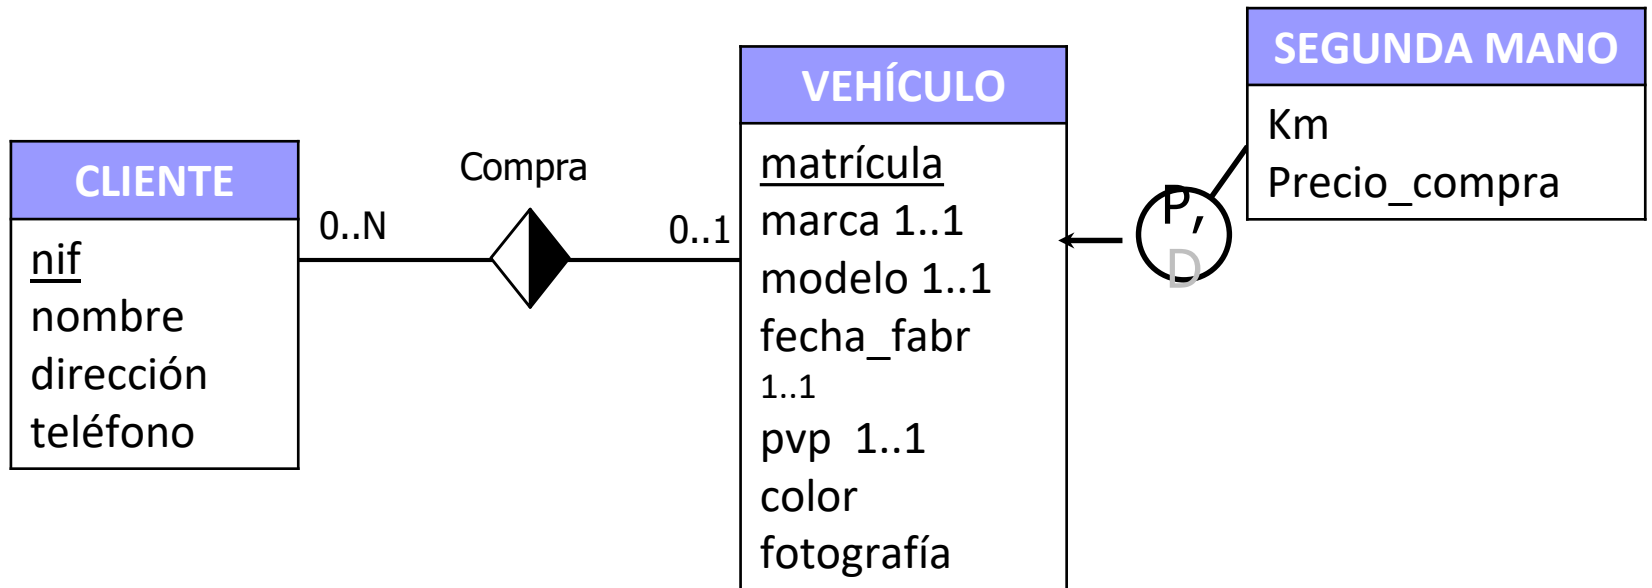 CLIENTE
nif
nombre
dirección
teléfono
Compra
0..N
0..1
VEHÍCULO
matrícula
marca 1..1
modelo 1..1
fecha_fabr
1..1
pvp 1..1
color
fotografía
P,
D
SEGUNDA MANO
Km
Precio_compra